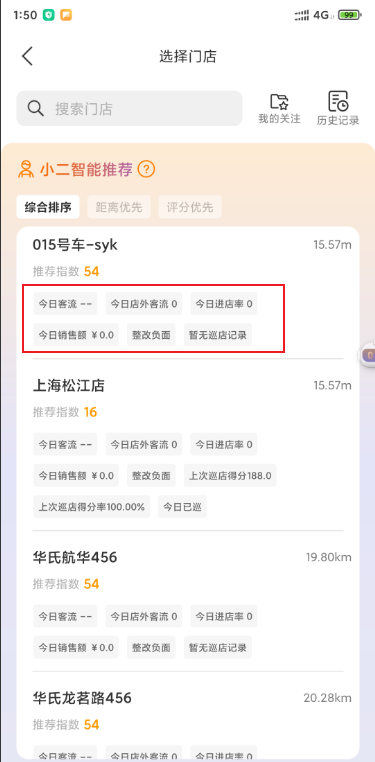 1:50 4G 99
选择门店
搜索门店
我的关注 历史记录
小二智能推荐 ?
综合排序 距离优先 评分优先
015号车-syk 15.57m
推荐指数 54
今日客流 -- 今日店外客流 0 今日进店率 0
今日销售额 ¥0.0 整改负面 暂无巡店记录
上海松江店 15.57m
推荐指数 16
今日客流 -- 今日店外客流 0 今日进店率 0
今日销售额 ¥0.0 整改负面 上次巡店得分188.0
上次巡店得分率100.00% 今日已巡
华氏航华456 19.80km
推荐指数 54
今日客流 -- 今日店外客流 0 今日进店率 0
今日销售额 ¥0.0 整改负面 暂无巡店记录
华氏龙茗路456 20.28km
推荐指数 54
今日客流 -- 今日店外客流 0 今日进店率 0